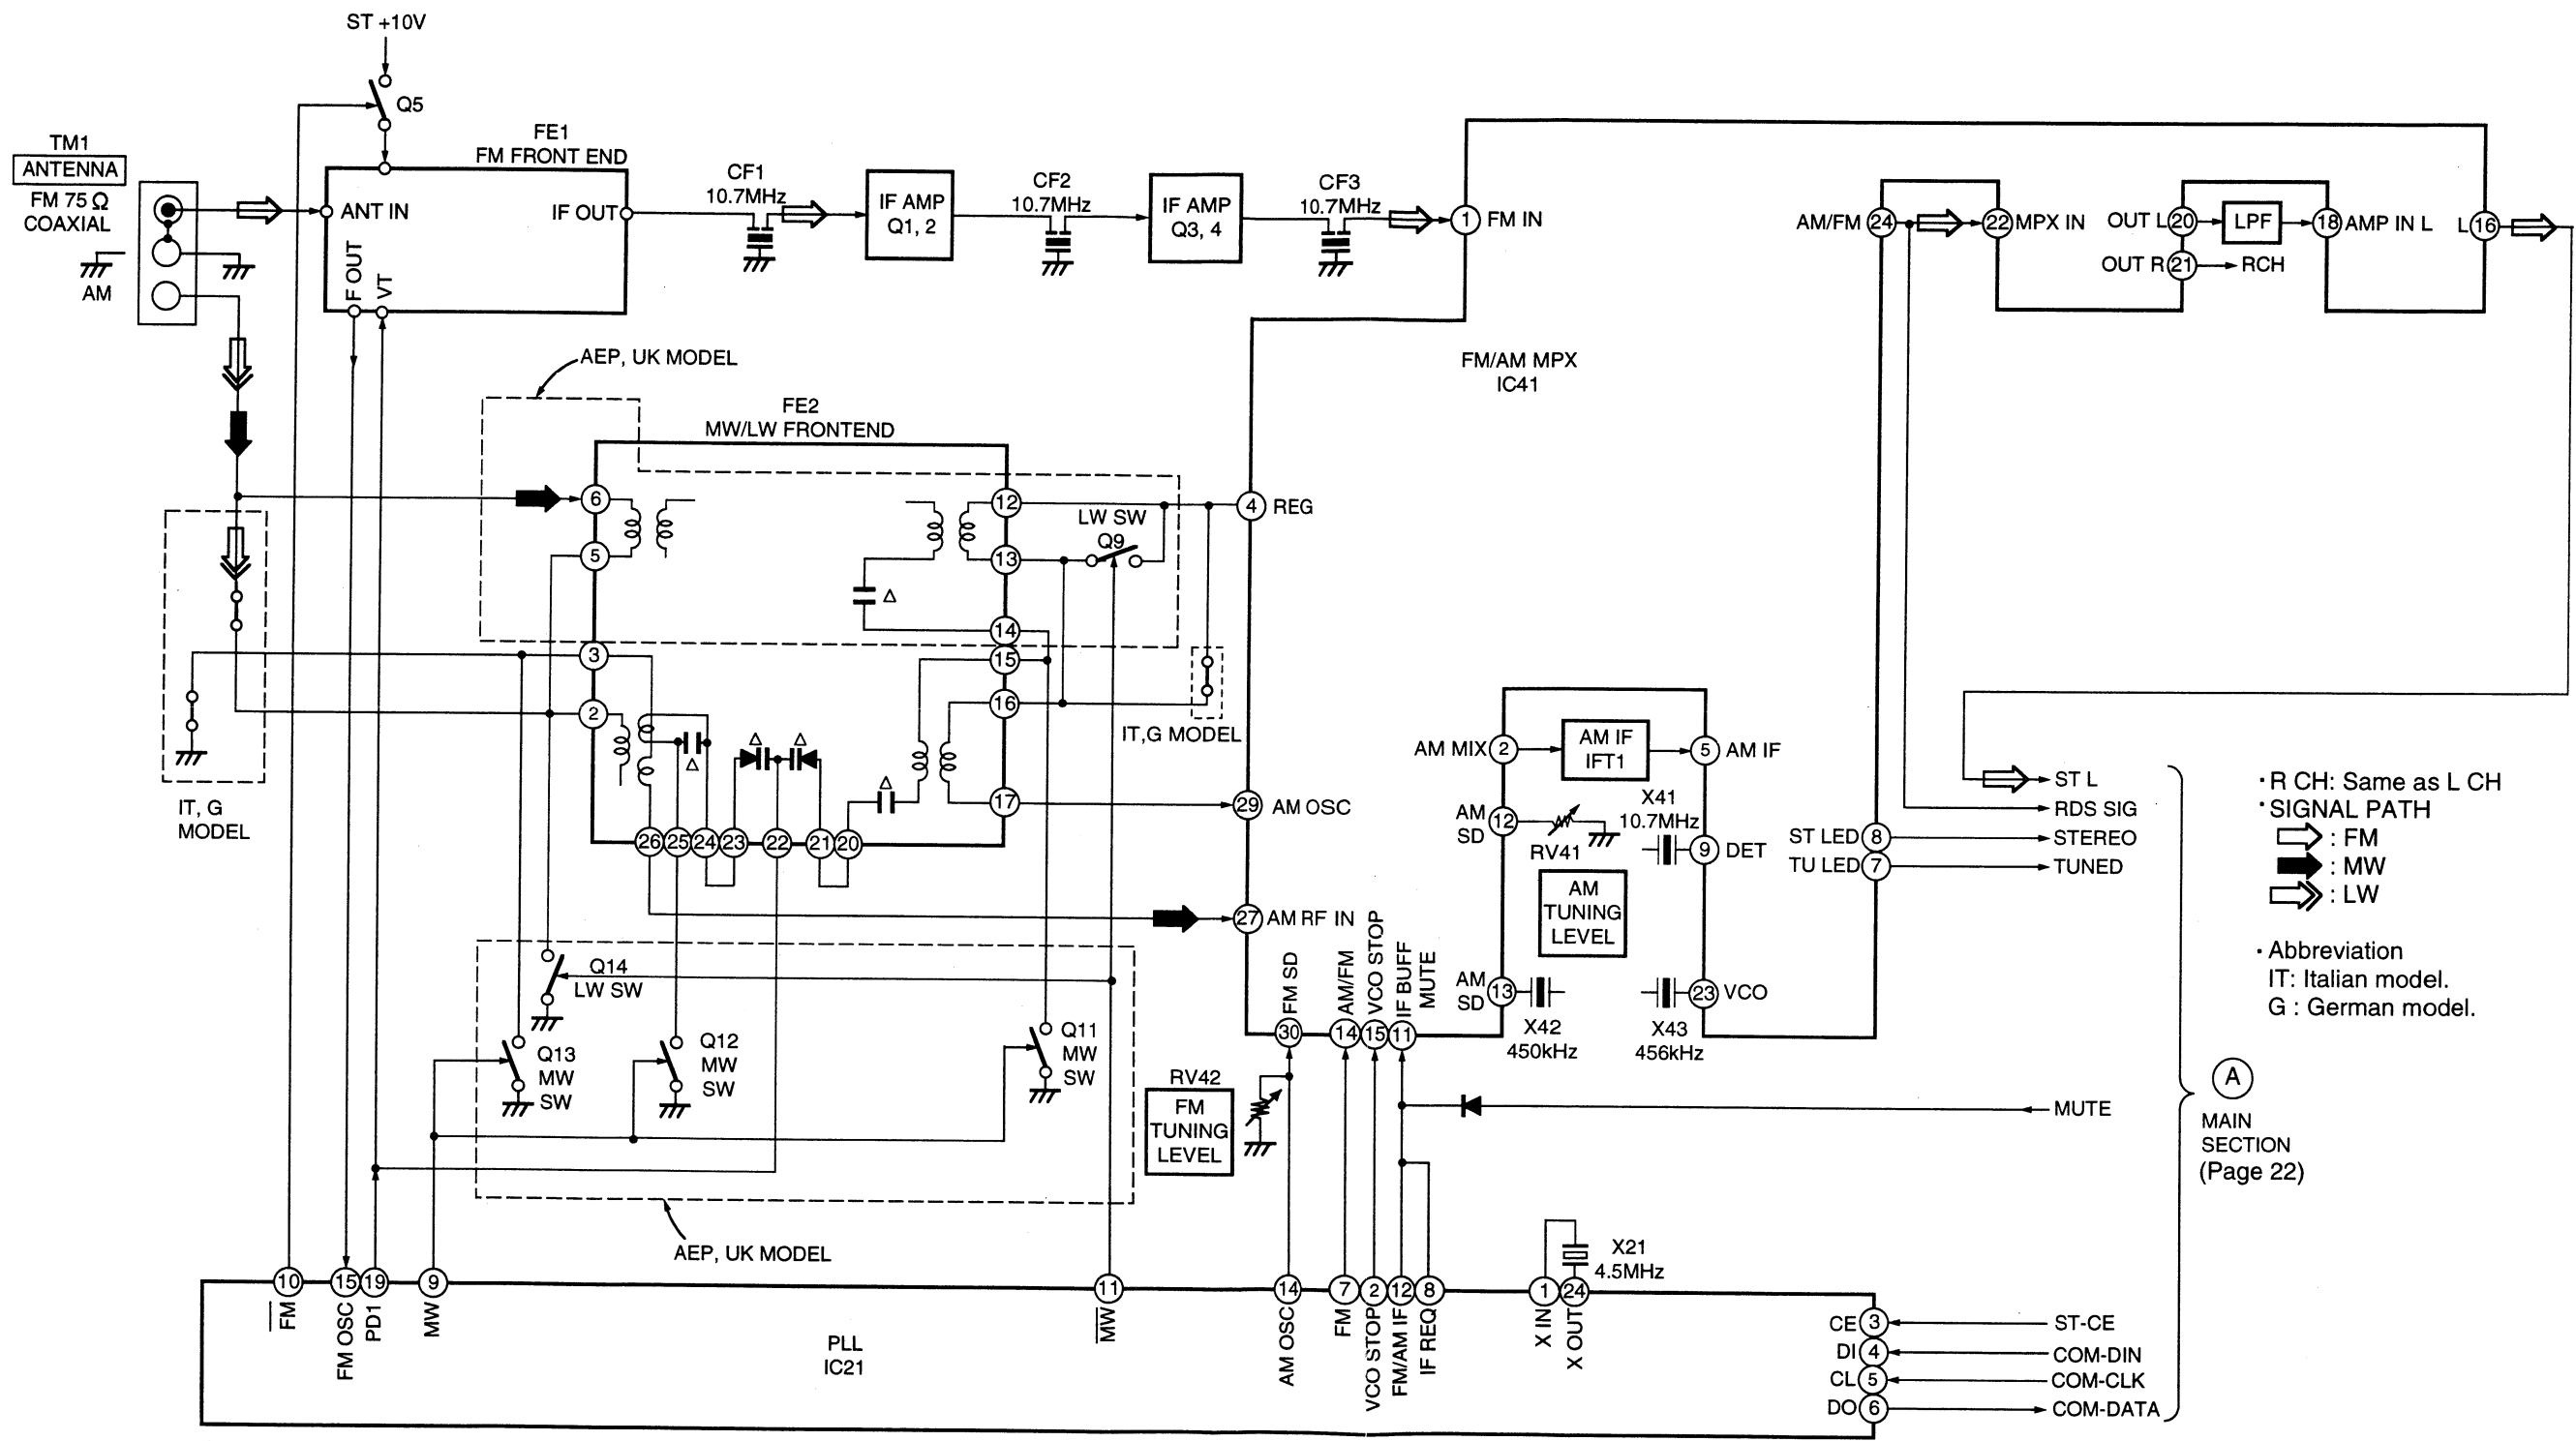 ST +10V
Q5
TM1
ANTENNA
FM 75 Ω
COAXIAL
AM
FE1
FM FRONT END
ANT IN
IF OUT
F OUT
VT
CF1
10.7MHz
IF AMP
Q1, 2
CF2
10.7MHz
IF AMP
Q3, 4
CF3
10.7MHz
1 FM IN
AM/FM 24
22 MPX IN
OUT L 20
LPF
18 AMP IN L
L 16
OUT R 21
RCH
FM/AM MPX
IC41
AEP, UK MODEL
FE2
MW/LW FRONTEND
6
5
3
2
12
13
14
15
16
17
LW SW
Q9
4 REG
Δ
Δ
Δ
Δ
Δ
26 25 24 23 22 21 20
IT, G
MODEL
IT,G MODEL
29 AM OSC
27 AM RF IN
AM MIX 2
AM IF
IFT1
5 AM IF
AM
SD
12
RV41
X41
10.7MHz
9 DET
AM
TUNING
LEVEL
AM
SD
13
X42
450kHz
X43
456kHz
23 VCO
ST LED 8
TU LED 7
ST L
RDS SIG
STEREO
TUNED
· R CH: Same as L CH
· SIGNAL PATH
: FM
: MW
: LW
· Abbreviation
IT: Italian model.
G : German model.
Q14
LW SW
Q13
MW
SW
Q12
MW
SW
Q11
MW
SW
RV42
FM
TUNING
LEVEL
FM SD
AM/FM
VCO STOP
IF BUFF
MUTE
30 14 15 11
MUTE
A
MAIN
SECTION
(Page 22)
AEP, UK MODEL
X21
4.5MHz
10 15 19 9 11 14 7 2 12 8 1 24
FM
FM OSC
PD1
MW
MW
AM OSC
FM
VCO STOP
FM/AM IF
IF REQ
X IN
X OUT
PLL
IC21
CE 3 ST-CE
DI 4 COM-DIN
CL 5 COM-CLK
DO 6 COM-DATA